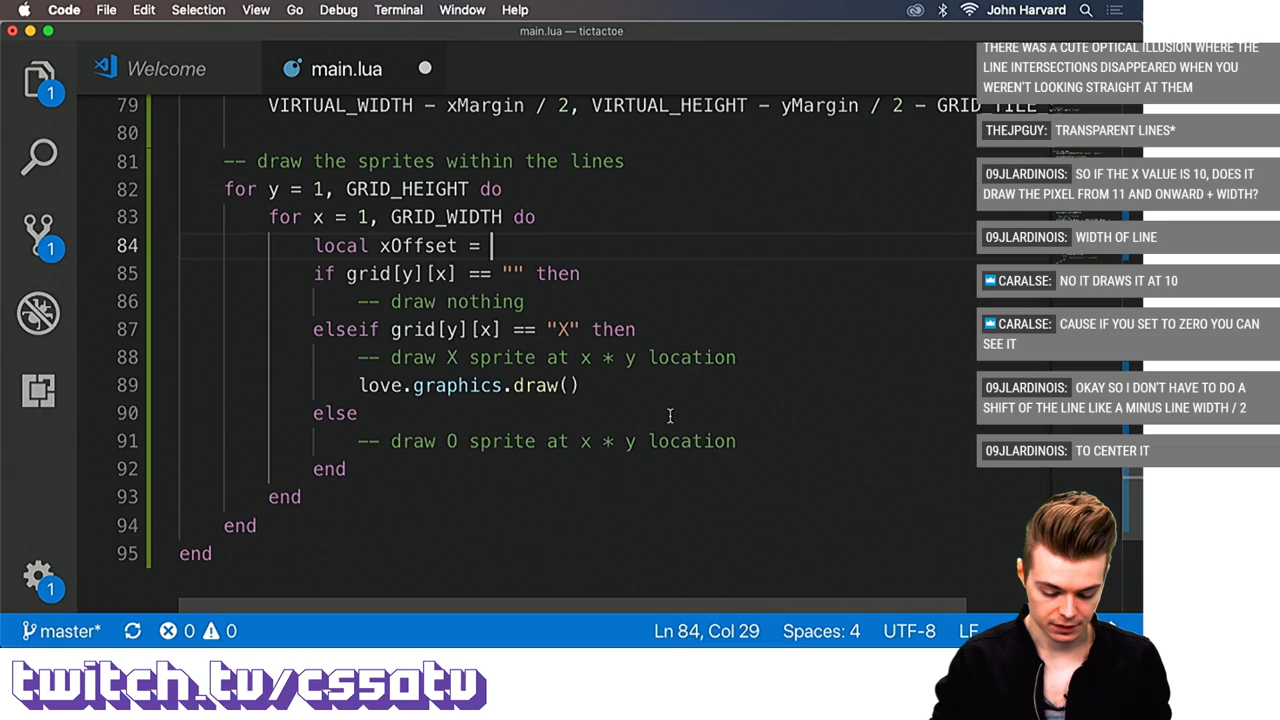 Code File Edit Selection View Go Debug Terminal Window Help John Harvard
main.lua — tictactoe
Welcome main.lua
79 VIRTUAL_WIDTH - xMargin / 2, VIRTUAL_HEIGHT - yMargin / 2 - GRID_TILE
80
81 -- draw the sprites within the lines
82 for y = 1, GRID_HEIGHT do
83 for x = 1, GRID_WIDTH do
84 local xOffset =
85 if grid[y][x] == "" then
86 -- draw nothing
87 elseif grid[y][x] == "X" then
88 -- draw X sprite at x * y location
89 love.graphics.draw()
90 else
91 -- draw O sprite at x * y location
92 end
93 end
94 end
95 end
1
1
1
master* 0 0 Ln 84, Col 29 Spaces: 4 UTF-8 LF
THERE WAS A CUTE OPTICAL ILLUSION WHERE THE
LINE INTERSECTIONS DISAPPEARED WHEN YOU
WEREN'T LOOKING STRAIGHT AT THEM
THEJPGUY: TRANSPARENT LINES*
09JLARDINOIS: SO IF THE X VALUE IS 10, DOES IT
DRAW THE PIXEL FROM 11 AND ONWARD + WIDTH?
09JLARDINOIS: WIDTH OF LINE
CARALSE: NO IT DRAWS IT AT 10
CARALSE: CAUSE IF YOU SET TO ZERO YOU CAN
SEE IT
09JLARDINOIS: OKAY SO I DON'T HAVE TO DO A
SHIFT OF THE LINE LIKE A MINUS LINE WIDTH / 2
09JLARDINOIS: TO CENTER IT
twitch.tv/cs50tv